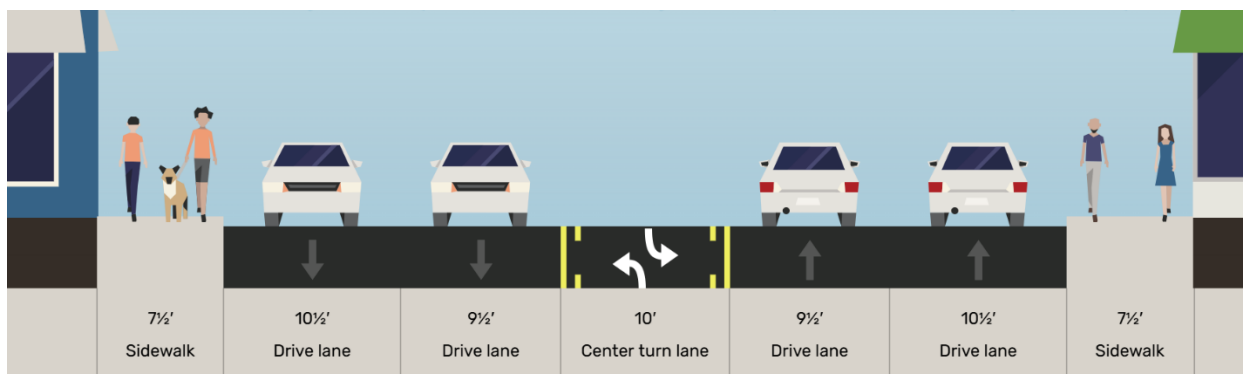 7½′
Sidewalk
10½′
Drive lane
9½′
Drive lane
10′
Center turn lane
9½′
Drive lane
10½′
Drive lane
7½′
Sidewalk